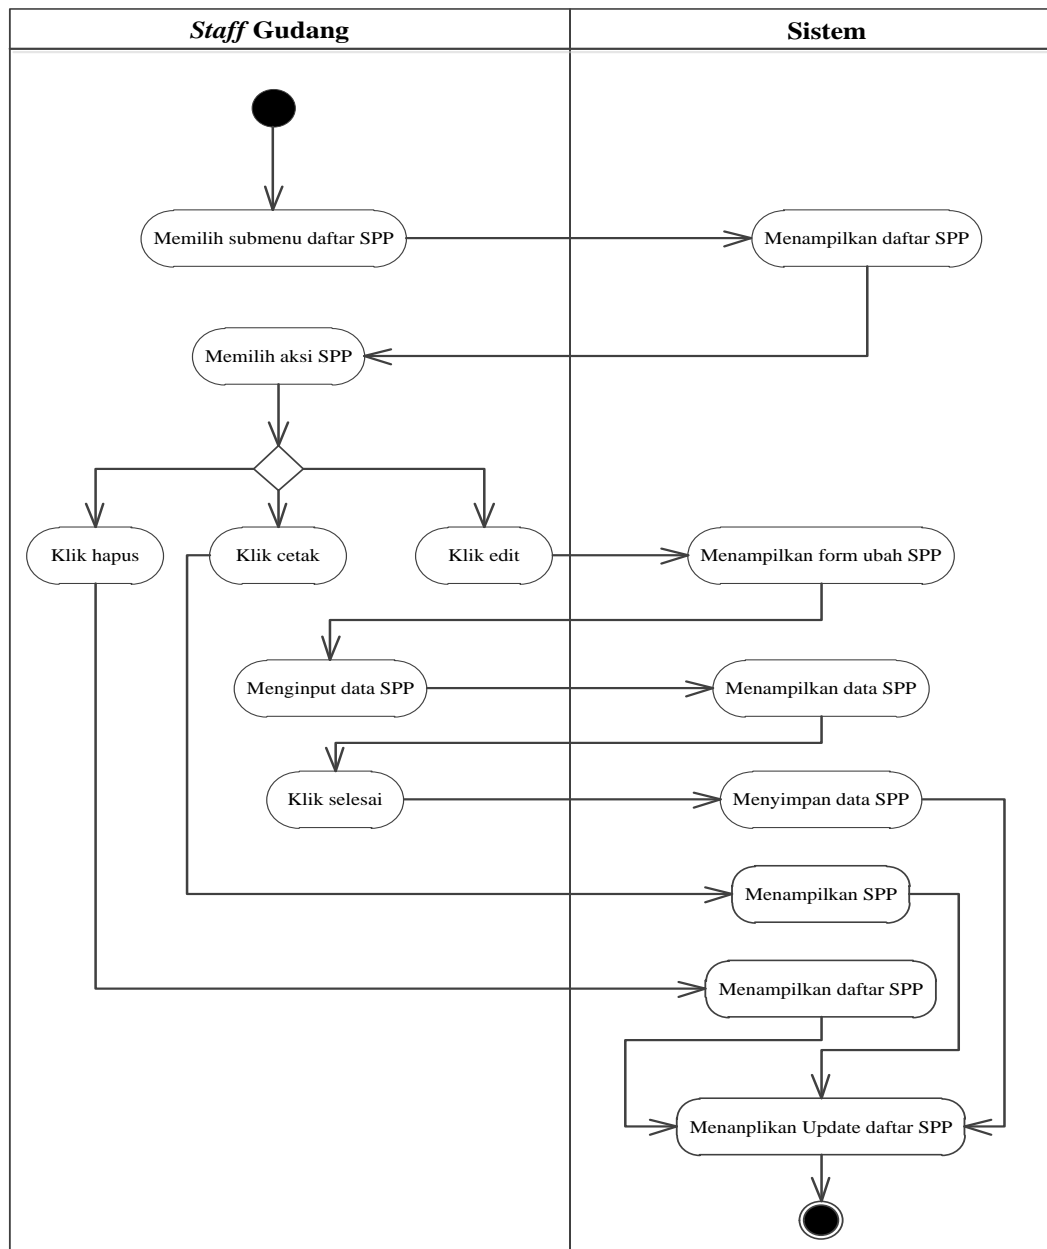 Staff Gudang
Sistem
Memilih submenu daftar SPP
Menampilkan daftar SPP
Memilih aksi SPP
Klik hapus
Klik cetak
Klik edit
Menampilkan form ubah SPP
Menginput data SPP
Menampilkan data SPP
Klik selesai
Menyimpan data SPP
Menampilkan SPP
Menampilkan daftar SPP
Menanplikan Update daftar SPP